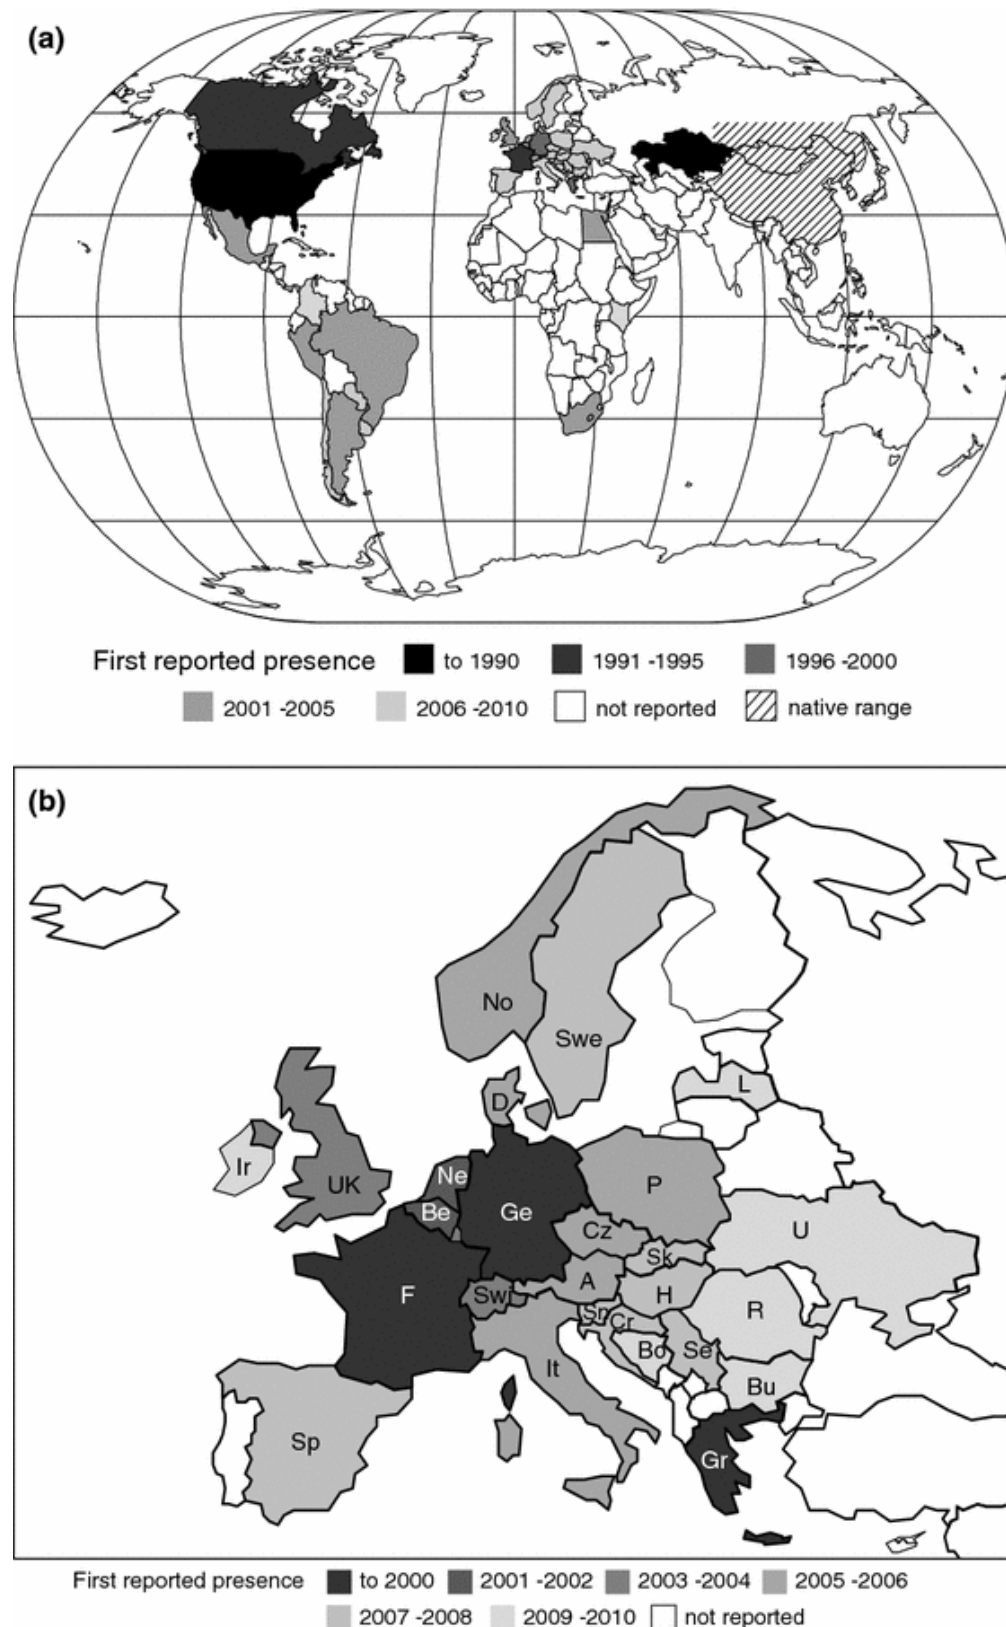 (a)
First reported presence to 1990 1991 -1995 1996 -2000
2001 -2005 2006 -2010 not reported native range
(b)
No
Swe
L
D
Ir
UK
Ne
Be
Ge
P
Cz
Sk
U
F
Swi
A
H
Sn
Cr
R
Bo
Se
It
Bu
Sp
Gr
First reported presence to 2000 2001 -2002 2003 -2004 2005 -2006
2007 -2008 2009 -2010 not reported